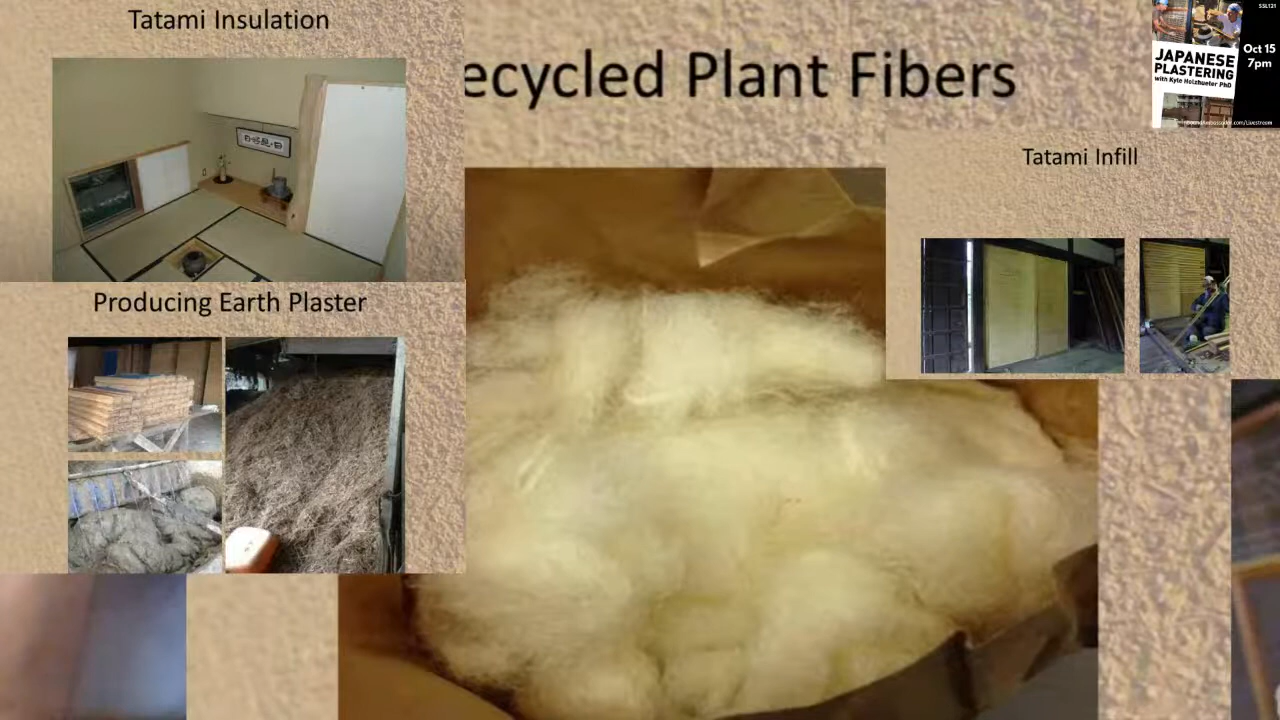 Tatami Insulation
ecycled Plant Fibers
SSL121
Oct 15
7pm
JAPANESE
PLASTERING
with Kyle Holzhueter PhD
Tatami Infill
Producing Earth Plaster